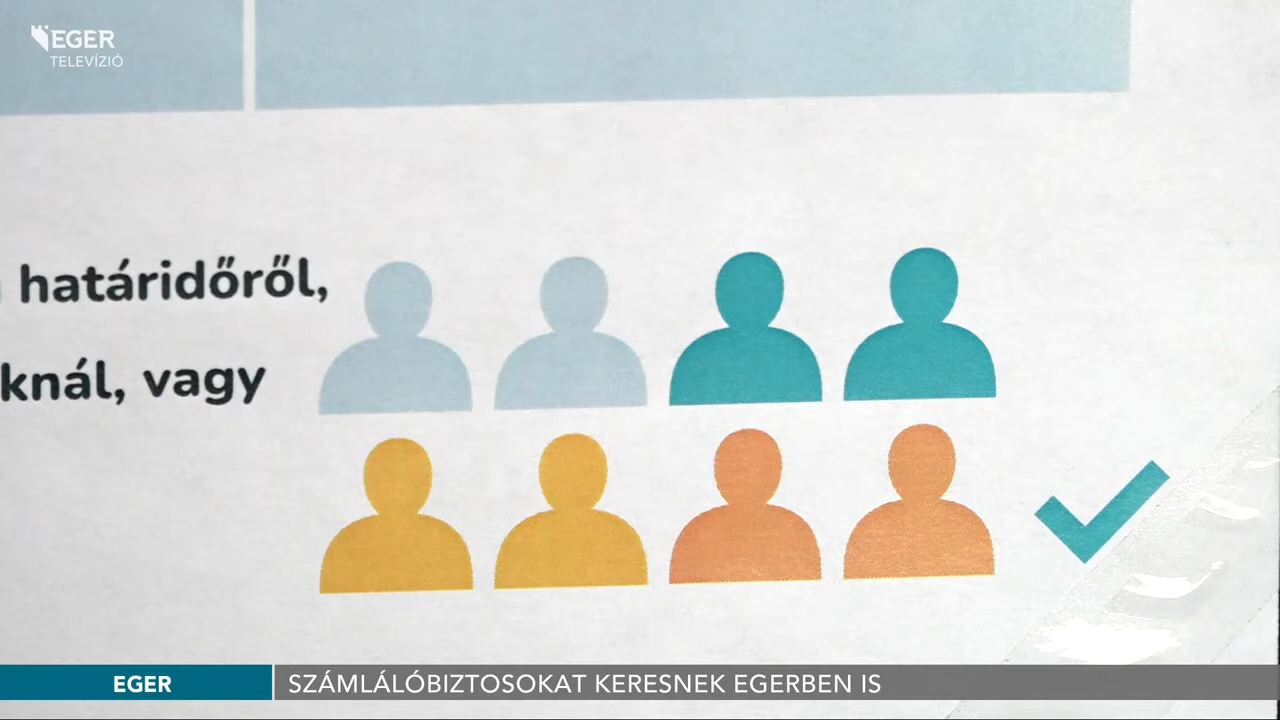 EGER
TELEVÍZIÓ
határidőről,
knál, vagy
EGER
SZÁMLÁLÓBIZTOSOKAT KERESNEK EGERBEN IS